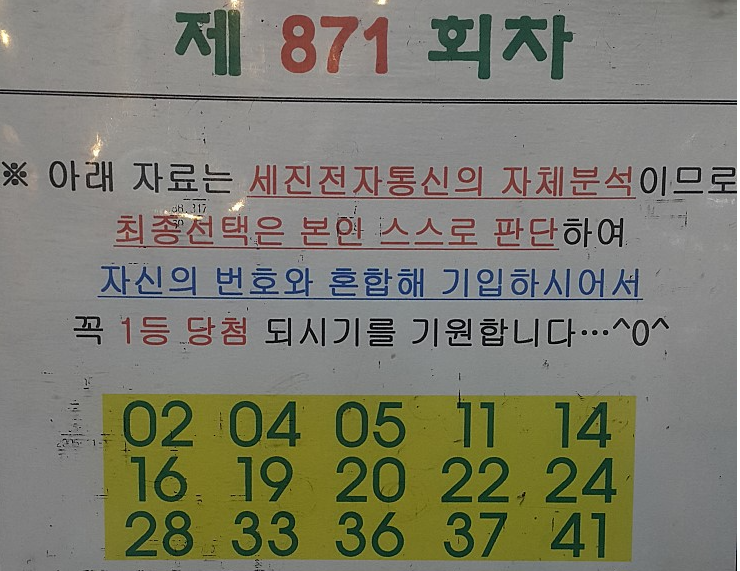 제 871 회차
※ 아래 자료는 세진전자통신의 자체분석이므로
최종선택은 본인 스스로 판단하여
자신의 번호와 혼합해 기입하시어서
꼭 1등 당첨 되시기를 기원합니다…^0^
02 04 05 11 14
16 19 20 22 24
28 33 36 37 41